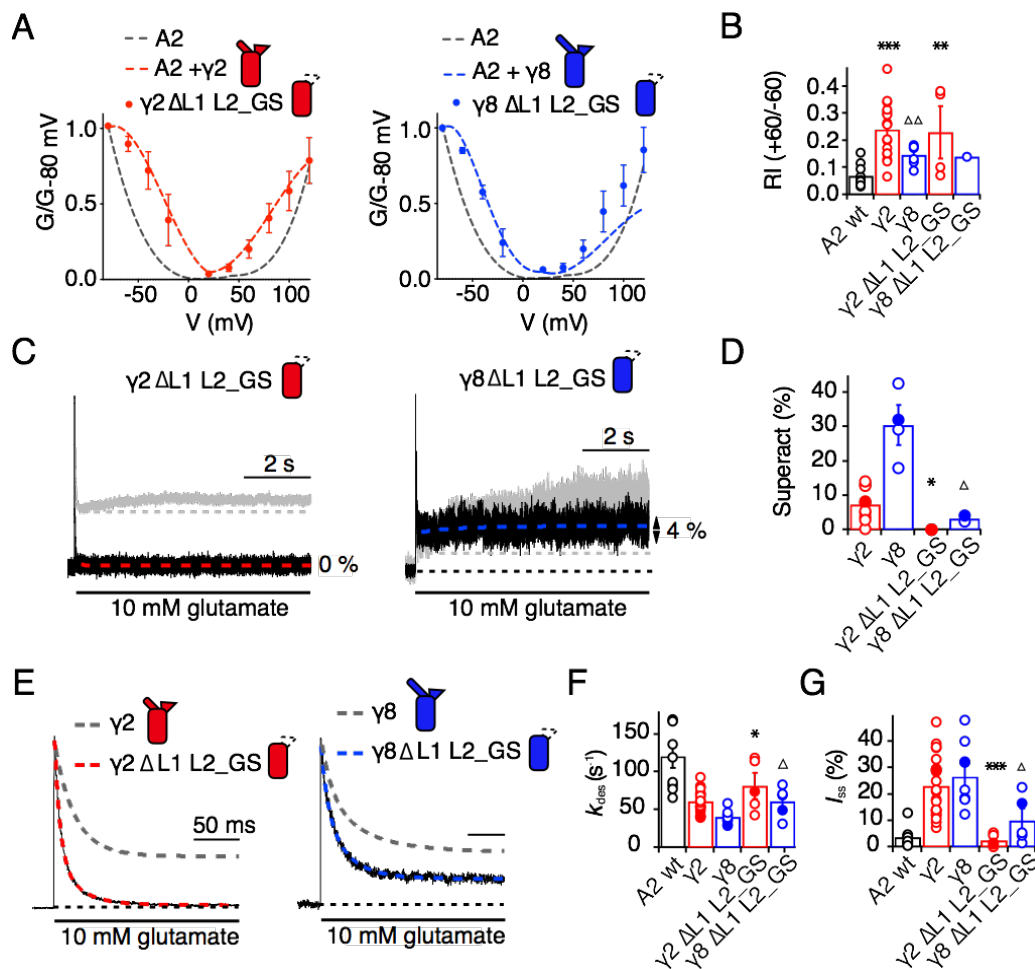 A
A2
A2 +γ2
γ2 ΔL1 L2_GS
G/G-80 mV
1.0
0.5
0.0
-50 0 50 100
V (mV)
A2
A2 + γ8
γ8 ΔL1 L2_GS
G/G-80 mV
1.0
0.5
0.0
-50 0 50 100
V (mV)
B
RI (+60/-60)
0.4
0.3
0.2
0.1
0.0
***
△△
**
A2 wt
γ2
γ8
γ2 ΔL1 L2_GS
γ8 ΔL1 L2_GS
C
γ2 ΔL1 L2_GS
2 s
0 %
10 mM glutamate
γ8 ΔL1 L2_GS
2 s
4 %
10 mM glutamate
D
Superact (%)
40
30
20
10
0
*
△
γ2
γ8
γ2 ΔL1 L2_GS
γ8 ΔL1 L2_GS
E
γ2
γ2 ΔL1 L2_GS
50 ms
10 mM glutamate
γ8
γ8 ΔL1 L2_GS
10 mM glutamate
F
kdes (s⁻¹)
150
100
50
0
*
△
A2 wt
γ2
γ8
γ2 ΔL1 L2_GS
γ8 ΔL1 L2_GS
G
Iss (%)
40
30
20
10
0
***
△
A2 wt
γ2
γ8
γ2 ΔL1 L2_GS
γ8 ΔL1 L2_GS